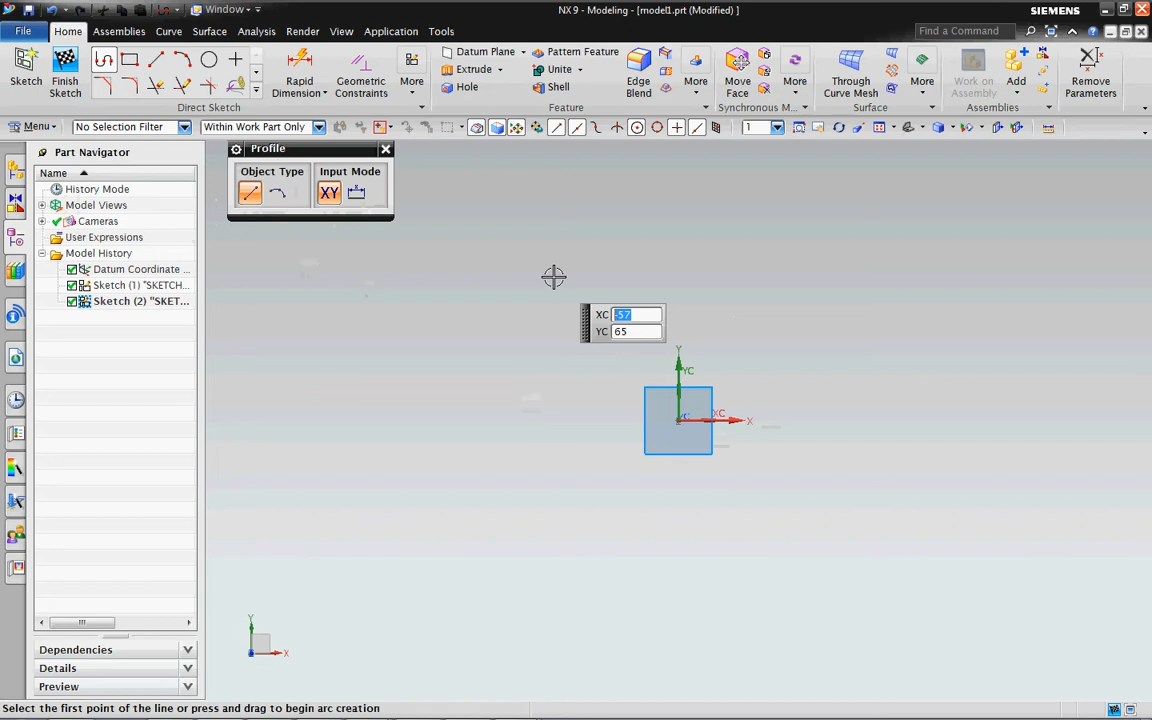 Window
NX 9 - Modeling - [model1.prt (Modified) ]
SIEMENS
File Home Assemblies Curve Surface Analysis Render View Application Tools
Find a Command
Sketch
Finish Sketch
Rapid Dimension
Geometric Constraints
More
Datum Plane
Extrude
Hole
Pattern Feature
Unite
Shell
Edge Blend
More
Move Face
More
Through Curve Mesh
More
Work on Assembly
Add
Remove Parameters
Direct Sketch
Feature
Synchronous M...
Surface
Assemblies
Menu
No Selection Filter
Within Work Part Only
1
Part Navigator
Name
History Mode
Model Views
Cameras
User Expressions
Model History
Datum Coordinate ...
Sketch (1) "SKETCH...
Sketch (2) "SKET...
Dependencies
Details
Preview
Profile
Object Type Input Mode
XY
XC -57
YC 65
Y
YC
XC
X
Y
X
Select the first point of the line or press and drag to begin arc creation